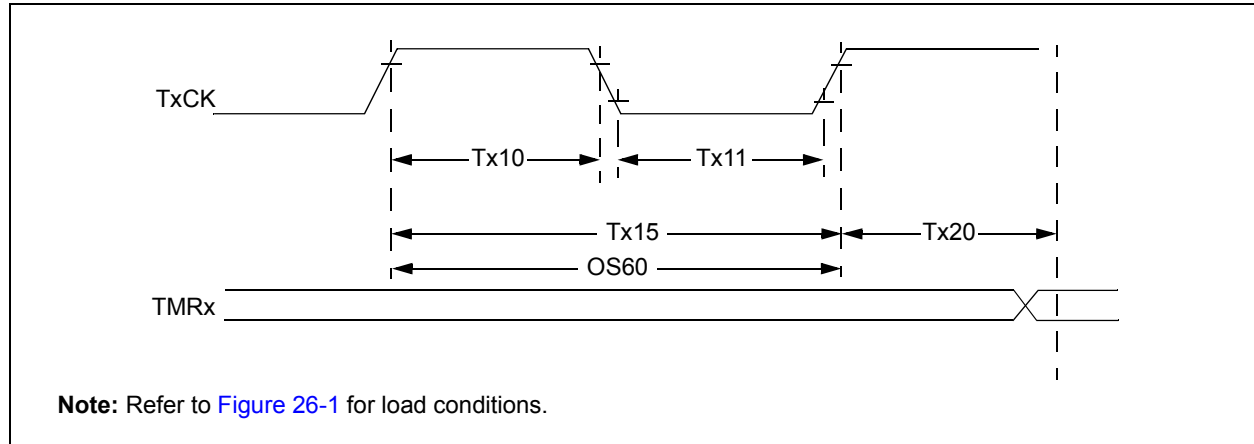 TxCK
Tx10
Tx11
Tx15
Tx20
OS60
TMRx
Note: Refer to Figure 26-1 for load conditions.